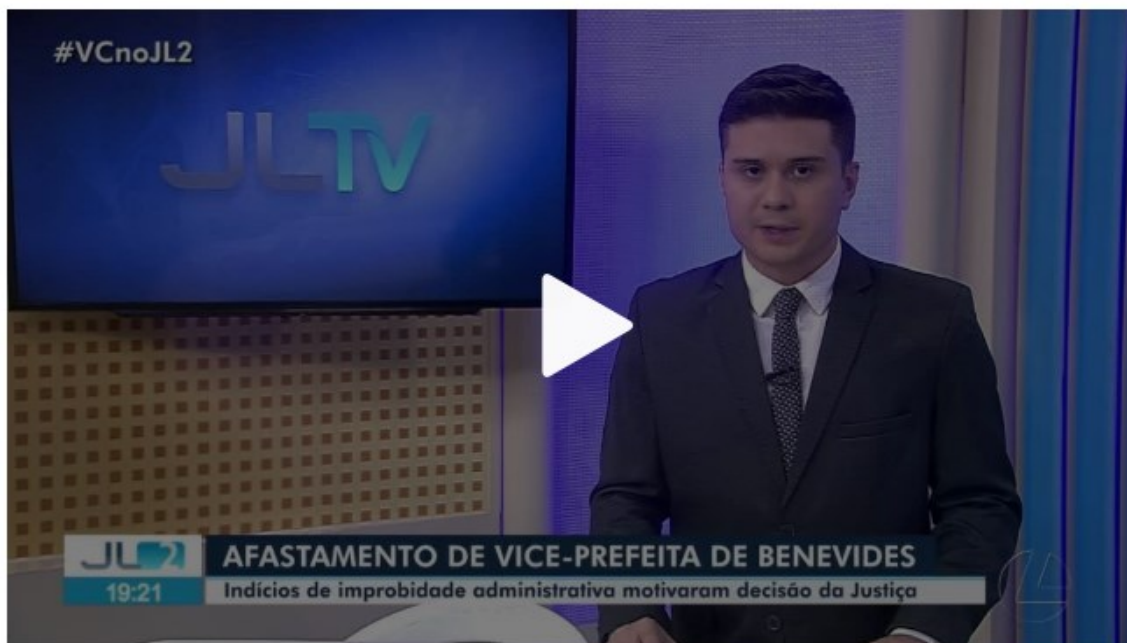 #VCnoJL2
JLTV
JL2
AFASTAMENTO DE VICE-PREFEITA DE BENEVIDES
19:21
Indícios de improbidade administrativa motivaram decisão da Justiça